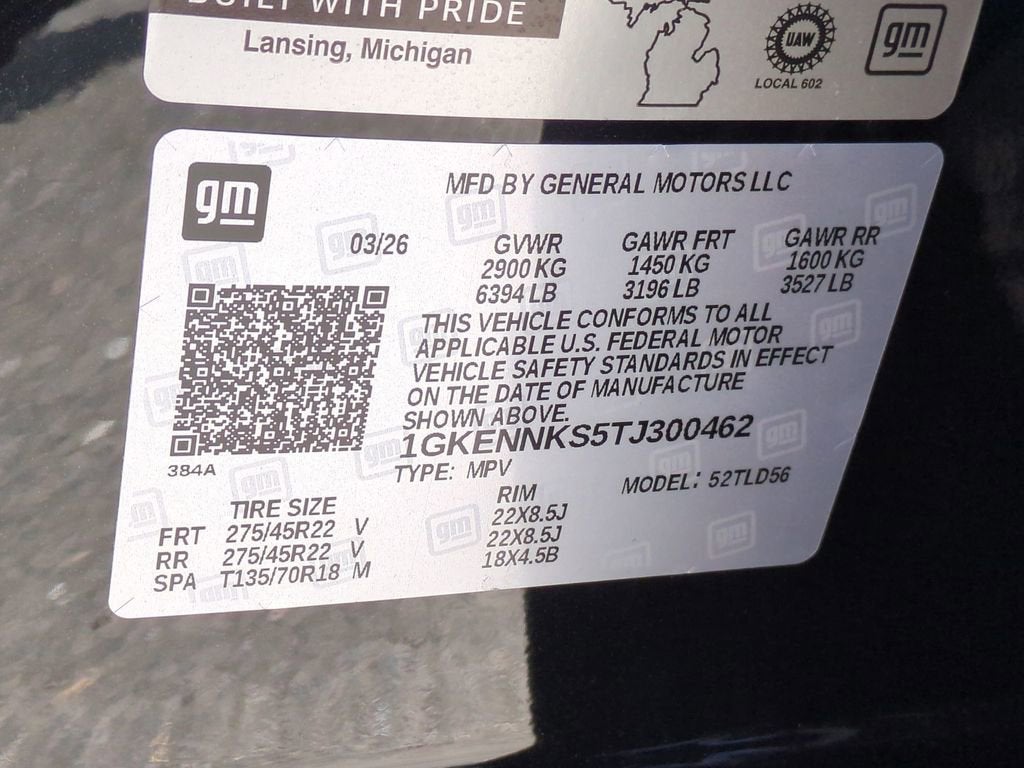 BUILT WITH PRIDE
Lansing, Michigan
UAW
LOCAL 602
gm
gm
MFD BY GENERAL MOTORS LLC
03/26
GVWR GAWR FRT GAWR RR
2900 KG 1450 KG 1600 KG
6394 LB 3196 LB 3527 LB
THIS VEHICLE CONFORMS TO ALL
APPLICABLE U.S. FEDERAL MOTOR
VEHICLE SAFETY STANDARDS IN EFFECT
ON THE DATE OF MANUFACTURE
SHOWN ABOVE.
1GKENNKS5TJ300462
384A
TYPE: MPV MODEL: 52TLD56
TIRE SIZE RIM
FRT 275/45R22 V 22X8.5J
RR 275/45R22 V 22X8.5J
SPA T135/70R18 M 18X4.5B